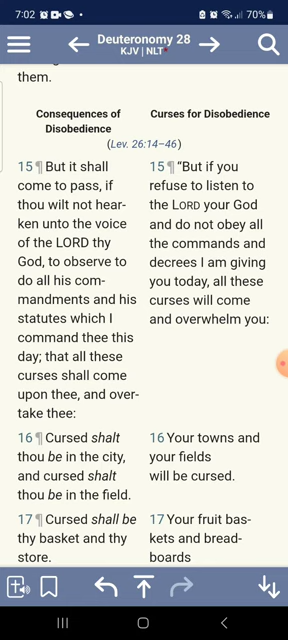 7:02
70%
Deuteronomy 28
KJV | NLT*
them.
Consequences of
Disobedience
Curses for Disobedience
(Lev. 26:14–46)
15 ¶ But it shall
come to pass, if
thou wilt not hear-
ken unto the voice
of the LORD thy
God, to observe to
do all his com-
mandments and his
statutes which I
command thee this
day; that all these
curses shall come
upon thee, and over-
take thee:
15 ¶ “But if you
refuse to listen to
the LORD your God
and do not obey all
the commands and
decrees I am giving
you today, all these
curses will come
and overwhelm you:
16 ¶ Cursed shalt
thou be in the city,
and cursed shalt
thou be in the field.
16 Your towns and
your fields
will be cursed.
17 ¶ Cursed shall be
thy basket and thy
store.
17 Your fruit bas-
kets and bread-
boards